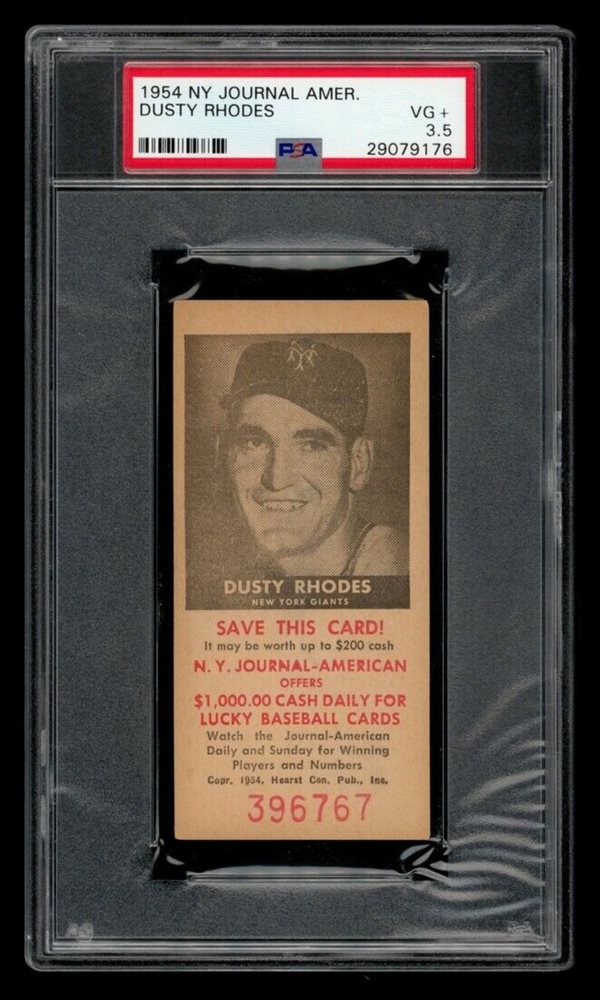 1954 NY JOURNAL AMER.
DUSTY RHODES VG +
3.5
PSA 29079176
NY
DUSTY RHODES
NEW YORK GIANTS
SAVE THIS CARD!
It may be worth up to $200 cash
N. Y. JOURNAL-AMERICAN
OFFERS
$1,000.00 CASH DAILY FOR
LUCKY BASEBALL CARDS
Watch the Journal-American
Daily and Sunday for Winning
Players and Numbers
Copr. 1954, Hearst Con. Pub., Inc.
396767